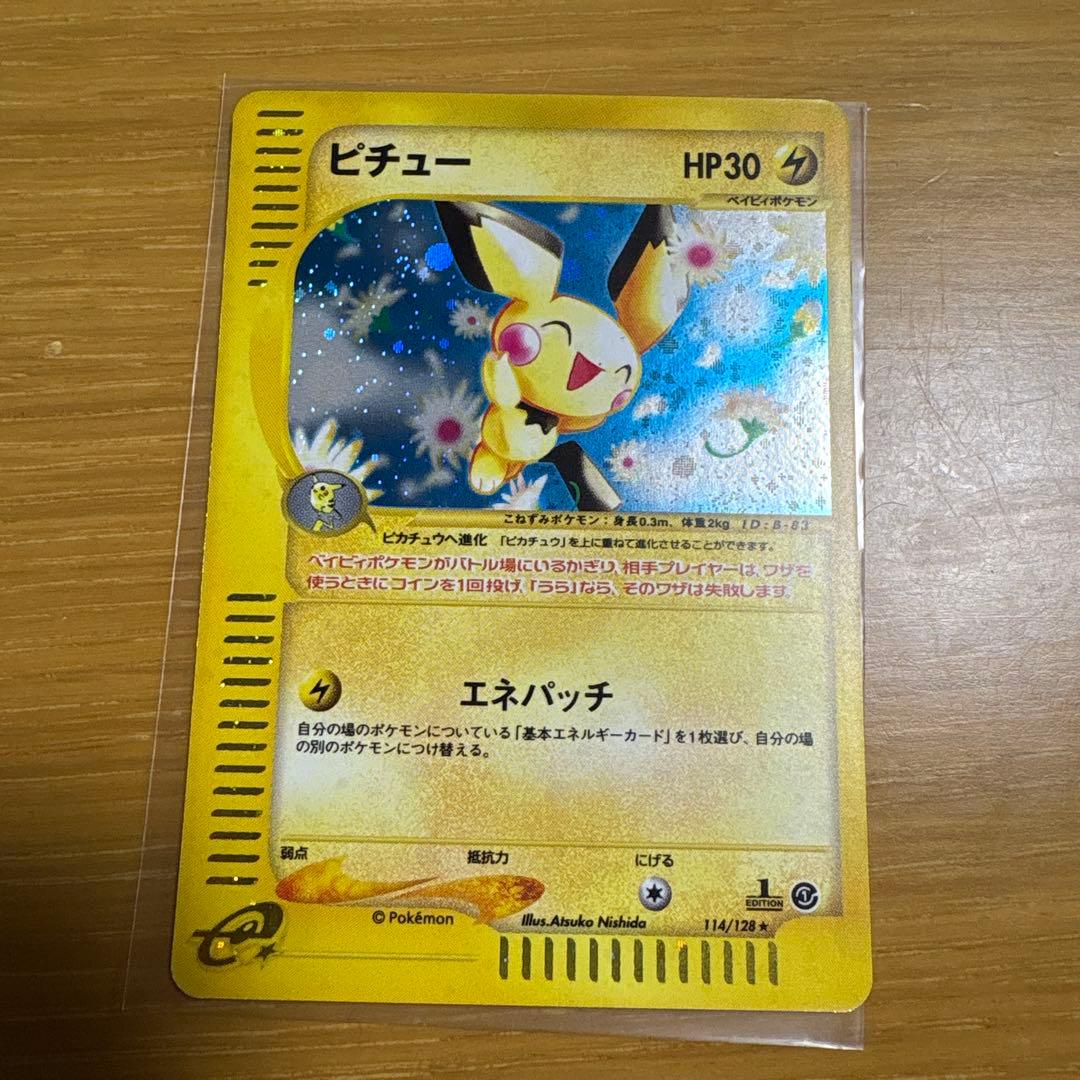 ピチュー HP30
ベイビィポケモン
こねずみポケモン：身長0.3m、体重2kg ID:B-83
ピカチュウへ進化 「ピカチュウ」を上に重ねて進化させることができます。
ベイビィポケモンがバトル場にいるかぎり、相手プレイヤーは、ワザを
使うときにコインを1回投げ、「うら」なら、そのワザは失敗します。
エネパッチ
自分の場のポケモンについている「基本エネルギーカード」を1枚選び、自分の場
の別のポケモンにつけ替える。
弱点 抵抗力 にげる
1
EDITION
© Pokémon Illus.Atsuko Nishida 114/128★
e